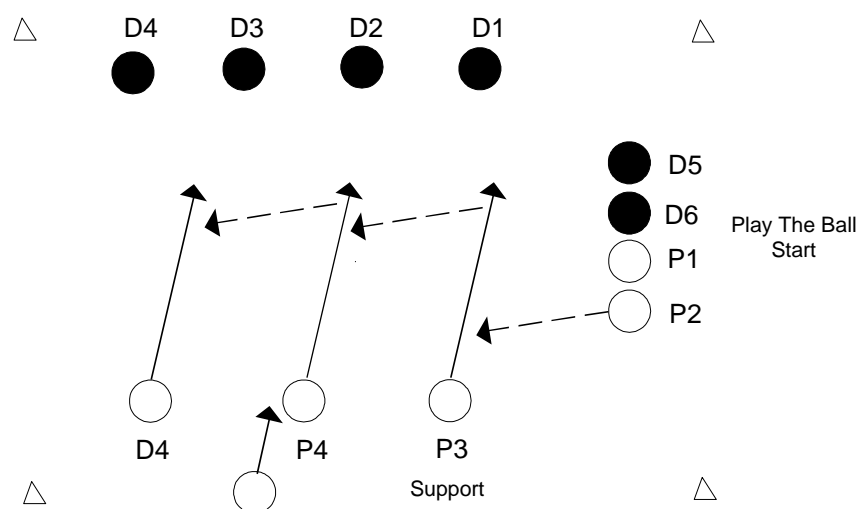 D4 D3 D2 D1
D5
D6
Play The Ball
Start
P1
P2
D4 P4 P3
Support